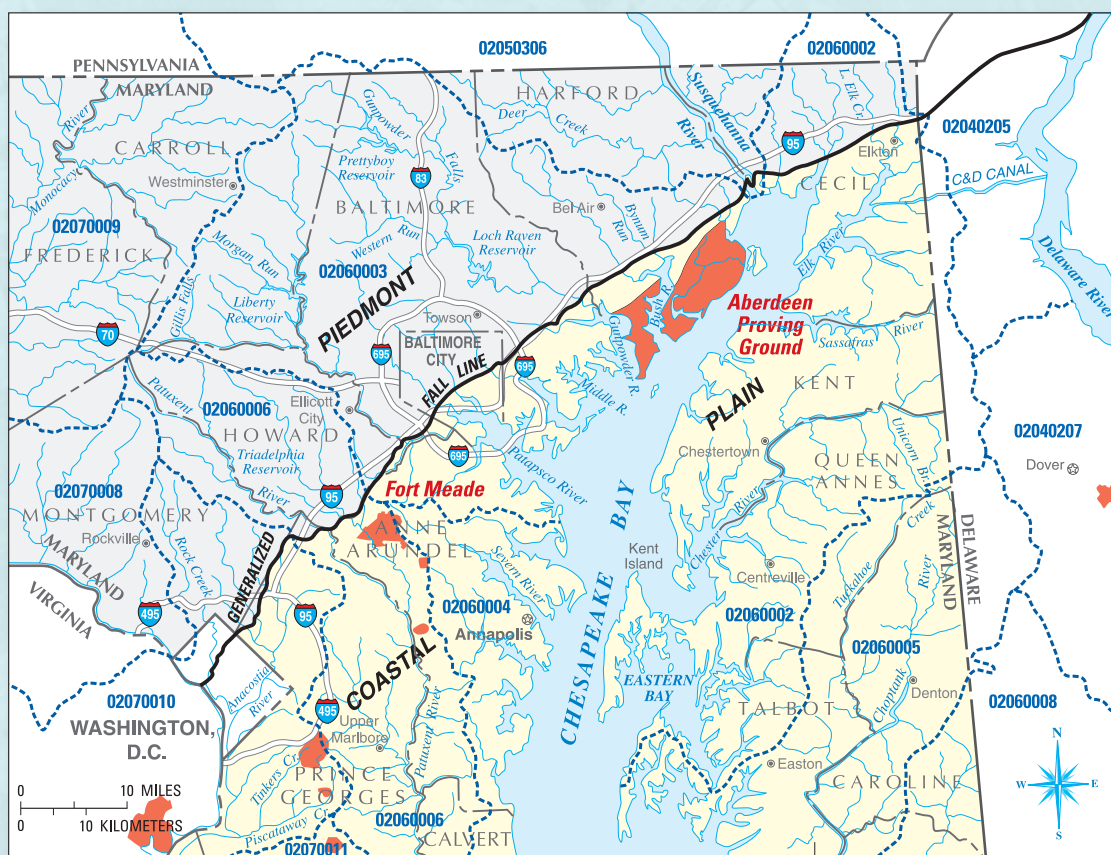 02050306
02060002
PENNSYLVANIA
MARYLAND
HARFORD
Susquehanna
River
L. Elk Cr.
Deer
Creek
River
Gunpowder
Falls
CARROLL
Prettyboy
Reservoir
83
95
Elkton
02040205
Westminster
BALTIMORE
CECIL
C&D CANAL
Monocacy
Bel Air
Bynum
Run
02070009
FREDERICK
Morgan Run
Western Run
Loch Raven
Reservoir
Elk River
Delaware River
02060003
Gillis Falls
Liberty
Reservoir
PIEDMONT
Bush R.
Gunpowder R.
Aberdeen
Proving
Ground
Sassafras
River
70
Towson
695
BALTIMORE
CITY
FALL LINE
695
Middle R.
KENT
Patuxent
02060006
Ellicott
City
PLAIN
HOWARD
Triadelphia
Reservoir
River
695
Patapsco River
Chestertown
QUEEN
ANNES
Unicorn Br.
02040207
Dover
02070008
MONTGOMERY
95
Fort Meade
Rockville
Rock Creek
ANNE
ARUNDEL
CHESAPEAKE BAY
Chester River
Creek
MARYLAND
DELAWARE
MARYLAND
VIRGINIA
GENERALIZED
Severn River
Kent
Island
Centreville
Tuckahoe
River
495
95
02060004
Annapolis
02060002
02060005
COASTAL
EASTERN
BAY
Choptank
Denton
02070010
Anacostia
River
WASHINGTON,
D.C.
495
Upper
Marlboro
Patuxent River
TALBOT
02060008
N
W
E
S
Easton
CAROLINE
0 10 MILES
0 10 KILOMETERS
Tinkers Cr.
PRINCE
GEORGES
Piscataway Cr.
02060006
CALVERT
02070011